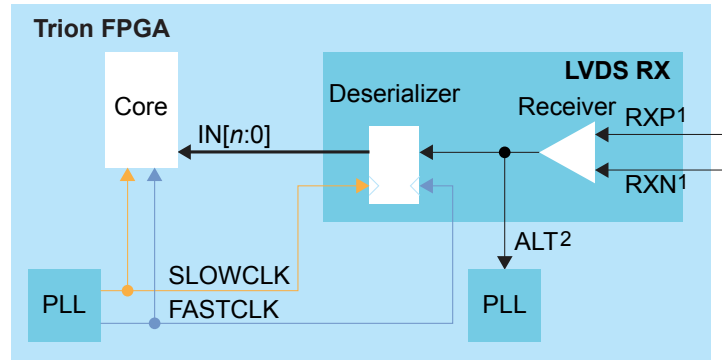 Trion FPGA
LVDS RX
Deserializer
Receiver
Core
RXP1
IN[n:0]
RXN1
ALT2
SLOWCLK
PLL
PLL
FASTCLK